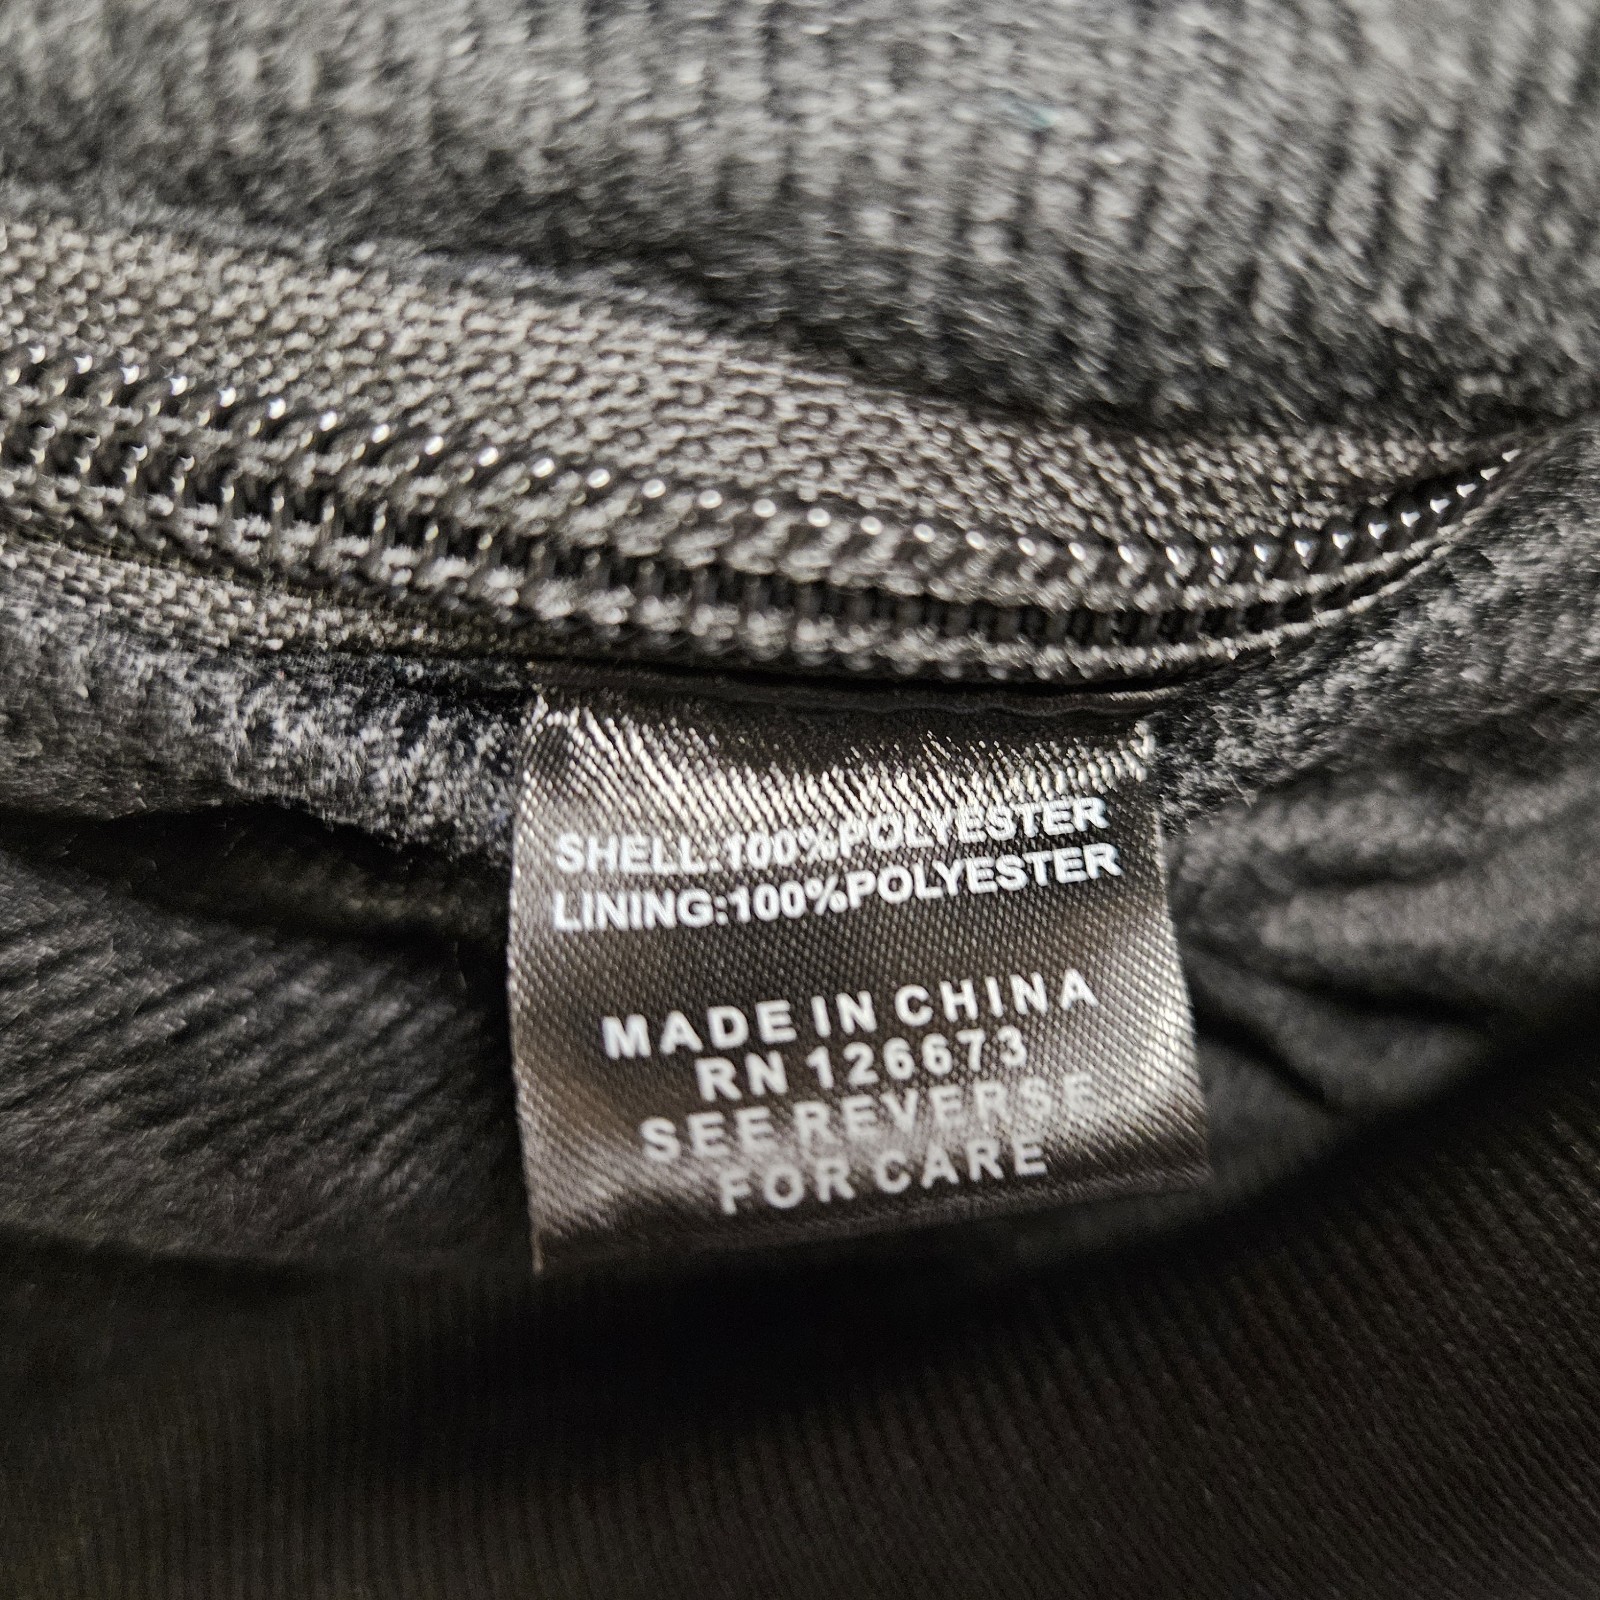 SHELL:100%POLYESTER
LINING:100%POLYESTER
MADE IN CHINA
RN 126673
SEE REVERSE
FOR CARE